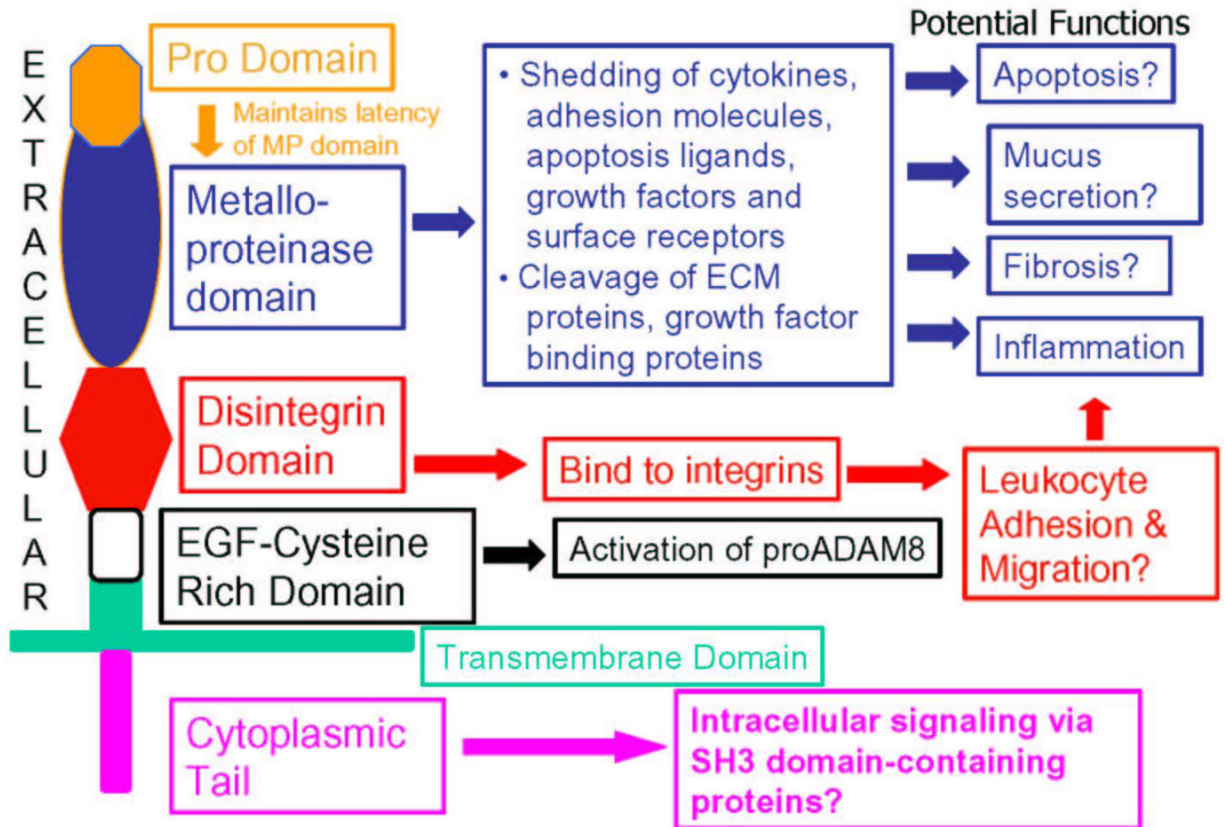 EXTRACELLULAR
Potential Functions
Pro Domain
Maintains latency
of MP domain
Metallo-
proteinase
domain
• Shedding of cytokines,
adhesion molecules,
apoptosis ligands,
growth factors and
surface receptors
• Cleavage of ECM
proteins, growth factor
binding proteins
Apoptosis?
Mucus
secretion?
Fibrosis?
Inflammation
Disintegrin
Domain
Bind to integrins
Leukocyte
Adhesion &
Migration?
EGF-Cysteine
Rich Domain
Activation of proADAM8
Transmembrane Domain
Cytoplasmic
Tail
Intracellular signaling via
SH3 domain-containing
proteins?